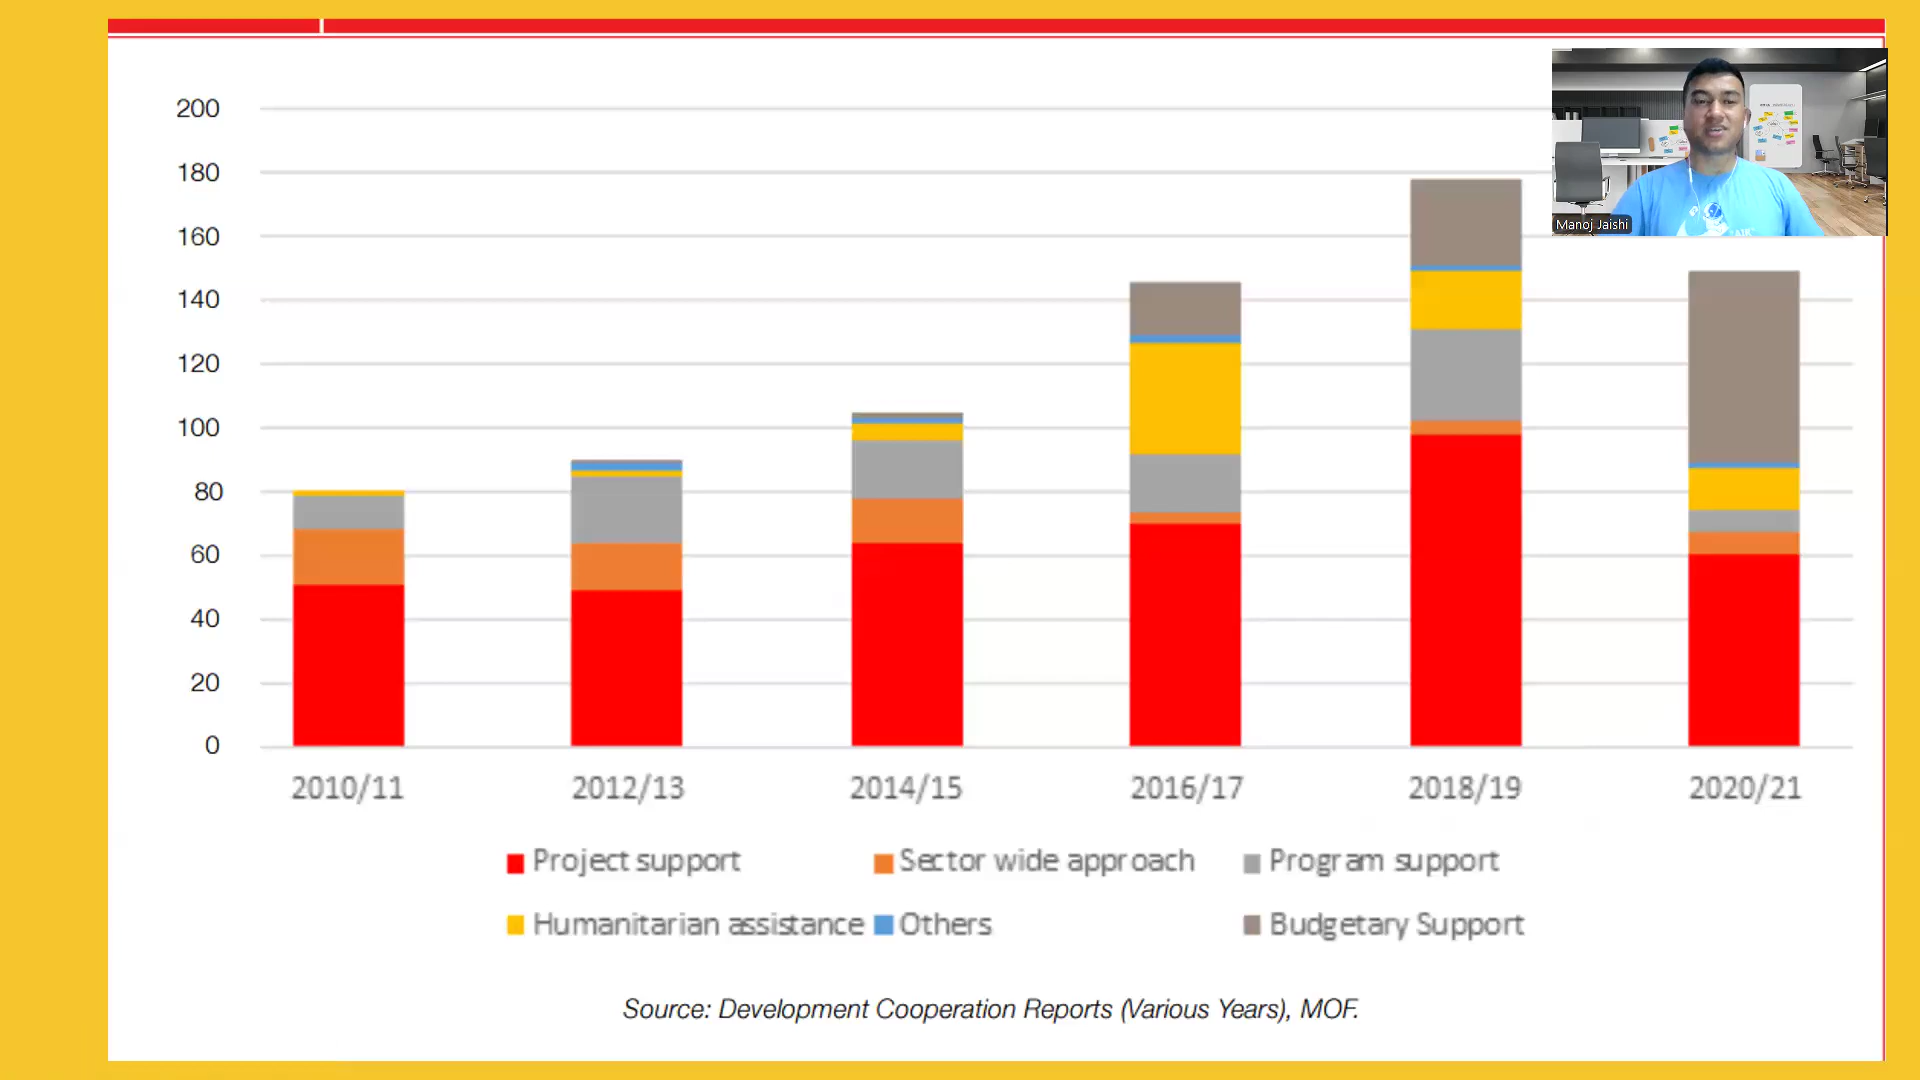 200
180
160
140
120
100
80
60
40
20
0
2010/11 2012/13 2014/15 2016/17 2018/19 2020/21
Project support Sector wide approach Program support
Humanitarian assistance Others Budgetary Support
Source: Development Cooperation Reports (Various Years), MOF.
Manoj Jaishi